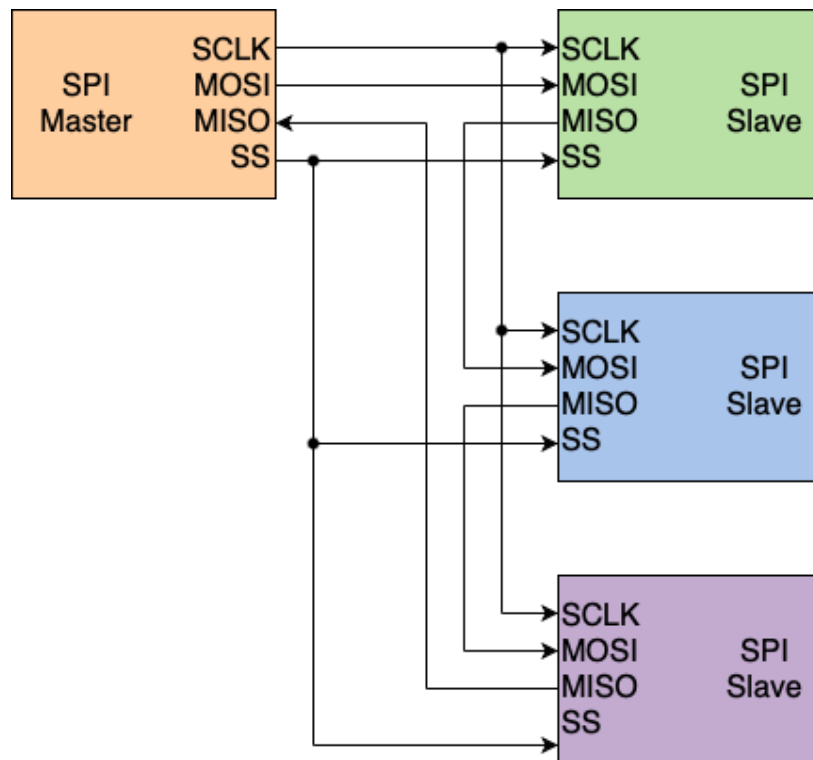 SPI
Master
SCLK
MOSI
MISO
SS
SCLK
MOSI
MISO
SS
SPI
Slave
SCLK
MOSI
MISO
SS
SPI
Slave
SCLK
MOSI
MISO
SS
SPI
Slave